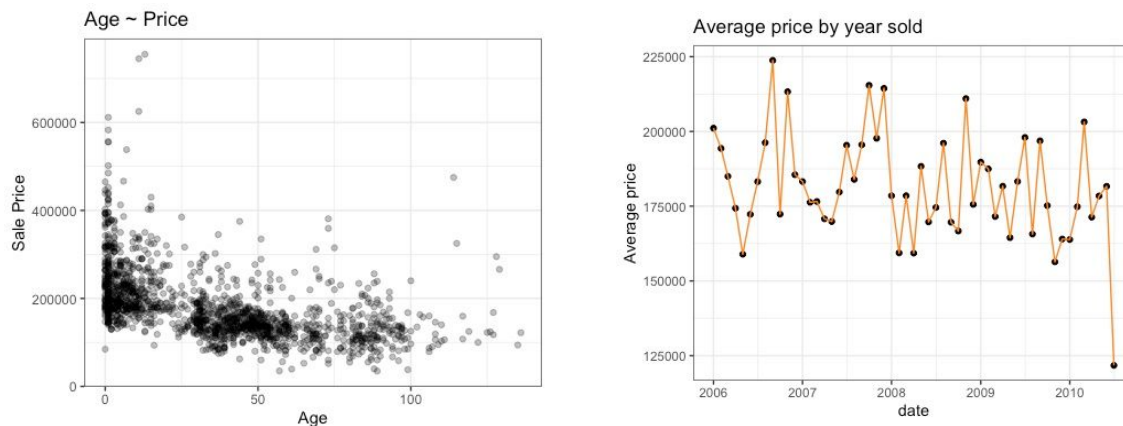 Age ~ Price
Sale Price
600000
400000
200000
0
0
50
100
Age
Average price by year sold
Average price
225000
200000
175000
150000
125000
2006
2007
2008
2009
2010
date